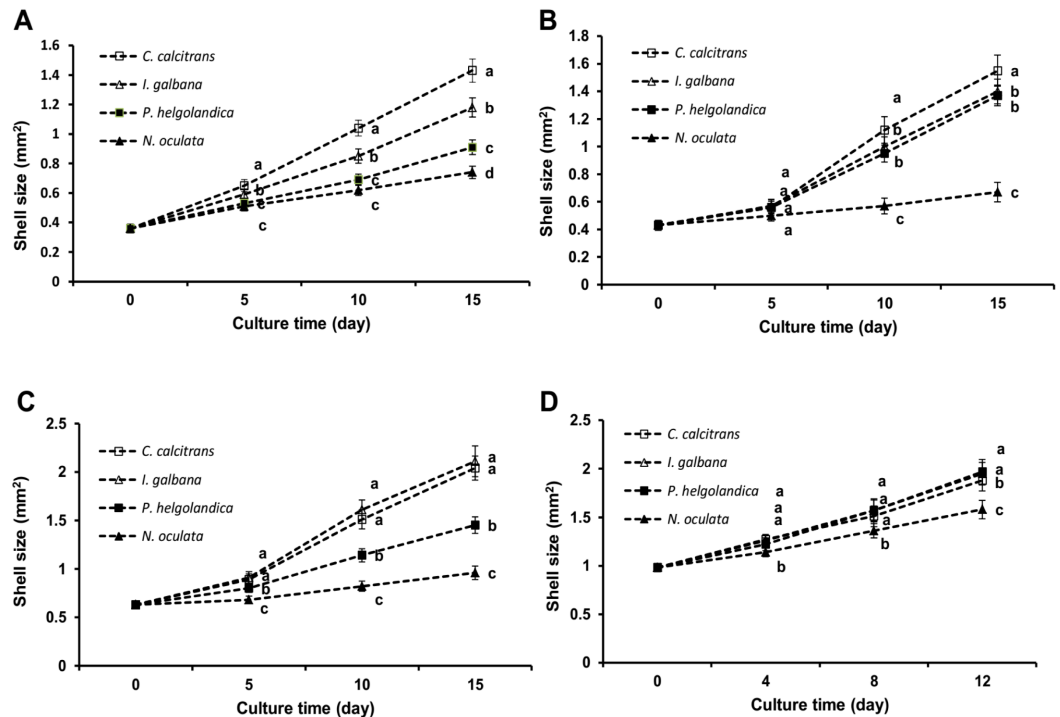 A
C. calcitrans
I. galbana
P. helgolandica
N. oculata
Shell size (mm²)
1.6
1.4
1.2
1
0.8
0.6
0.4
0.2
0
a
b
c
c
a
b
c
c
a
b
c
d
0
5
10
15
Culture time (day)
B
C. calcitrans
I. galbana
P. helgolandica
N. oculata
Shell size (mm²)
1.8
1.6
1.4
1.2
1
0.8
0.6
0.4
0.2
0
a
a
a
a
a
b
b
c
a
b
b
c
0
5
10
15
Culture time (day)
C
C. calcitrans
I. galbana
P. helgolandica
N. oculata
Shell size (mm²)
2.5
2
1.5
1
0.5
0
a
a
b
c
a
a
b
c
a
a
b
c
0
5
10
15
Culture time (day)
D
C. calcitrans
I. galbana
P. helgolandica
N. oculata
Shell size (mm²)
2.5
2
1.5
1
0.5
0
a
a
a
b
a
a
a
b
a
a
b
c
0
4
8
12
Culture time (day)